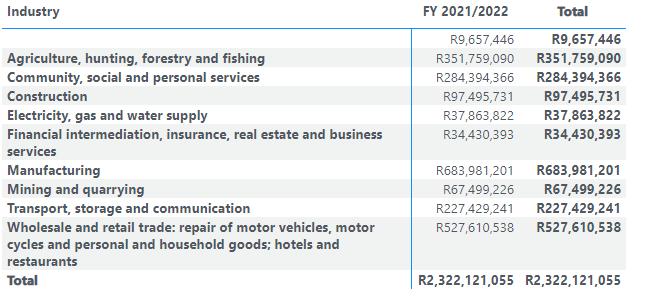 Industry FY 2021/2022 Total
R9,657,446 R9,657,446
Agriculture, hunting, forestry and fishing R351,759,090 R351,759,090
Community, social and personal services R284,394,366 R284,394,366
Construction R97,495,731 R97,495,731
Electricity, gas and water supply R37,863,822 R37,863,822
Financial intermediation, insurance, real estate and business R34,430,393 R34,430,393
services
Manufacturing R683,981,201 R683,981,201
Mining and quarrying R67,499,226 R67,499,226
Transport, storage and communication R227,429,241 R227,429,241
Wholesale and retail trade: repair of motor vehicles, motor R527,610,538 R527,610,538
cycles and personal and household goods; hotels and
restaurants
Total R2,322,121,055 R2,322,121,055